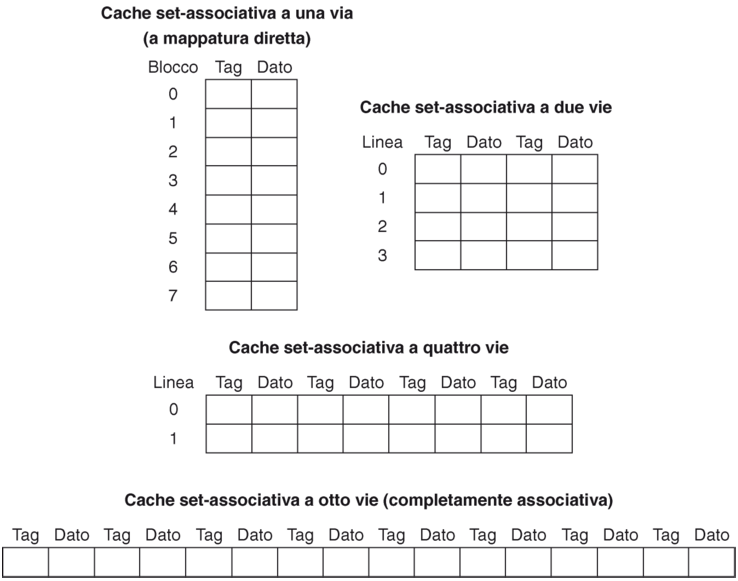 Cache set-associativa a una via
(a mappatura diretta)
Blocco Tag Dato
0
1
2
3
4
5
6
7
Cache set-associativa a due vie
Linea Tag Dato Tag Dato
0
1
2
3
Cache set-associativa a quattro vie
Linea Tag Dato Tag Dato Tag Dato Tag Dato
0
1
Cache set-associativa a otto vie (completamente associativa)
Tag Dato Tag Dato Tag Dato Tag Dato Tag Dato Tag Dato Tag Dato Tag Dato